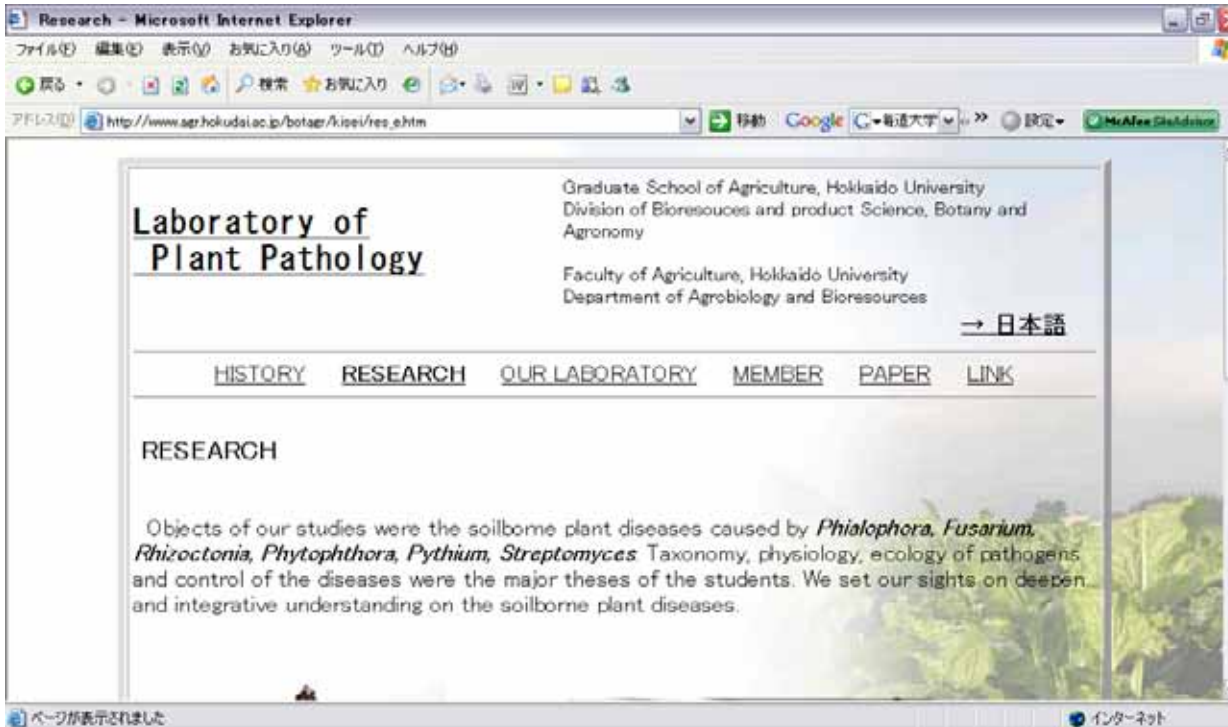 Research - Microsoft Internet Explorer
ファイル(F) 編集(E) 表示(V) お気に入り(A) ツール(T) ヘルプ(H)
戻る 検索 お気に入り
アドレス(D) http://www.agr.hokudai.ac.jp/botagr/kisei/res_e.htm 移動 Google 設定 McAfee SiteAdvisor
Laboratory of
Plant Pathology
Graduate School of Agriculture, Hokkaido University
Division of Bioresouces and product Science, Botany and
Agronomy
Faculty of Agriculture, Hokkaido University
Department of Agrobiology and Bioresources
→ 日本語
HISTORY RESEARCH OUR LABORATORY MEMBER PAPER LINK
RESEARCH
Objects of our studies were the soilborne plant diseases caused by Phialophora, Fusarium,
Rhizoctonia, Phytophthora, Pythium, Streptomyces. Taxonomy, physiology, ecology of pathogens
and control of the diseases were the major theses of the students. We set our sights on deepen
and integrative understanding on the soilborne plant diseases.
ページが表示されました インターネット